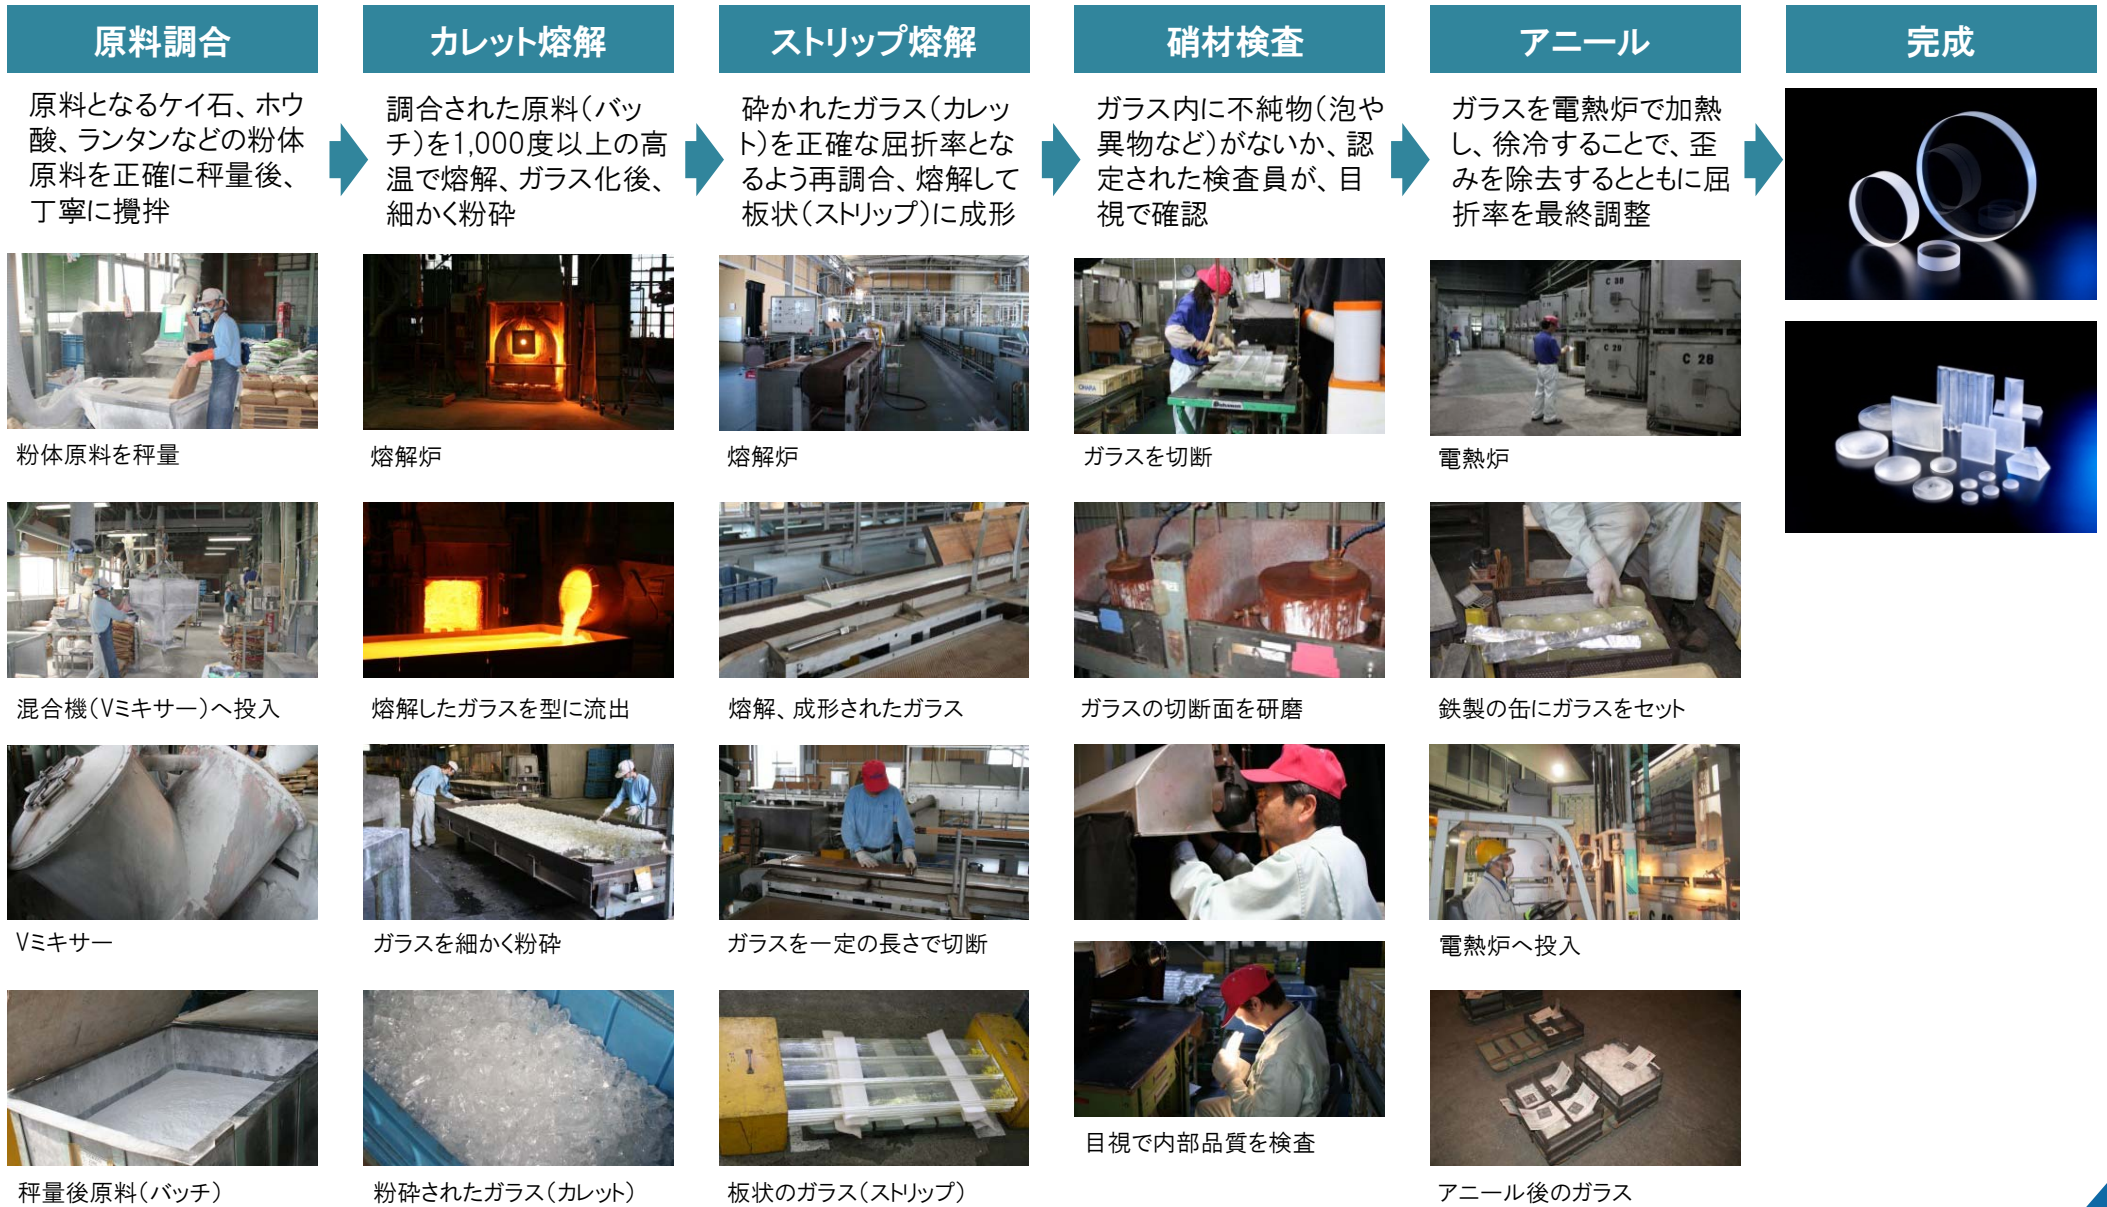 原料調合
原料となるケイ石、ホウ
酸、ランタンなどの粉体
原料を正確に秤量後、
丁寧に攪拌
粉体原料を秤量
混合機（Vミキサー）へ投入
Vミキサー
秤量後原料（バッチ）
カレット熔解
調合された原料（バッ
チ）を1,000度以上の高
温で熔解、ガラス化後、
細かく粉砕
熔解炉
熔解したガラスを型に流出
ガラスを細かく粉砕
粉砕されたガラス（カレット）
ストリップ熔解
砕かれたガラス（カレッ
ト）を正確な屈折率とな
るよう再調合、熔解して
板状（ストリップ）に成形
熔解炉
熔解、成形されたガラス
ガラスを一定の長さで切断
板状のガラス（ストリップ）
硝材検査
ガラス内に不純物（泡や
異物など）がないか、認
定された検査員が、目
視で確認
OHARA
ガラスを切断
ガラスの切断面を研磨
目視で内部品質を検査
アニール
ガラスを電熱炉で加熱
し、徐冷することで、歪
みを除去するとともに屈
折率を最終調整
C 28
電熱炉
鉄製の缶にガラスをセット
電熱炉へ投入
アニール後のガラス
完成